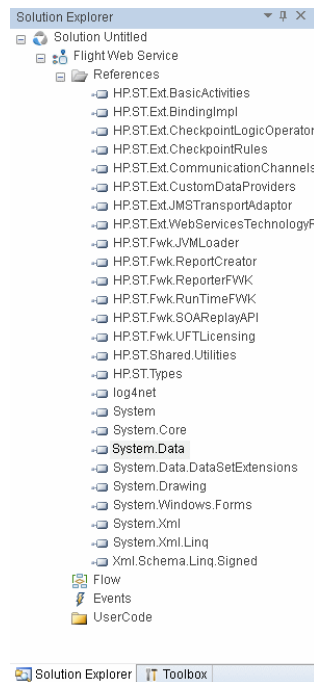 Solution Explorer
Solution Untitled
Flight Web Service
References
HP.ST.Ext.BasicActivities
HP.ST.Ext.BindingImpl
HP.ST.Ext.CheckpointLogicOperator
HP.ST.Ext.CheckpointRules
HP.ST.Ext.CommunicationChannels
HP.ST.Ext.CustomDataProviders
HP.ST.Ext.JMSTransportAdaptor
HP.ST.Ext.WebServicesTechnologyF
HP.ST.Fwk.JVMLoader
HP.ST.Fwk.ReportCreator
HP.ST.Fwk.ReporterFWK
HP.ST.Fwk.RunTimeFWK
HP.ST.Fwk.SOAReplayAPI
HP.ST.Fwk.UFTLicensing
HP.ST.Shared.Utilities
HP.ST.Types
log4net
System
System.Core
System.Data
System.Data.DataSetExtensions
System.Drawing
System.Windows.Forms
System.Xml
System.Xml.Linq
Xml.Schema.Linq.Signed
Flow
Events
UserCode
Solution Explorer Toolbox